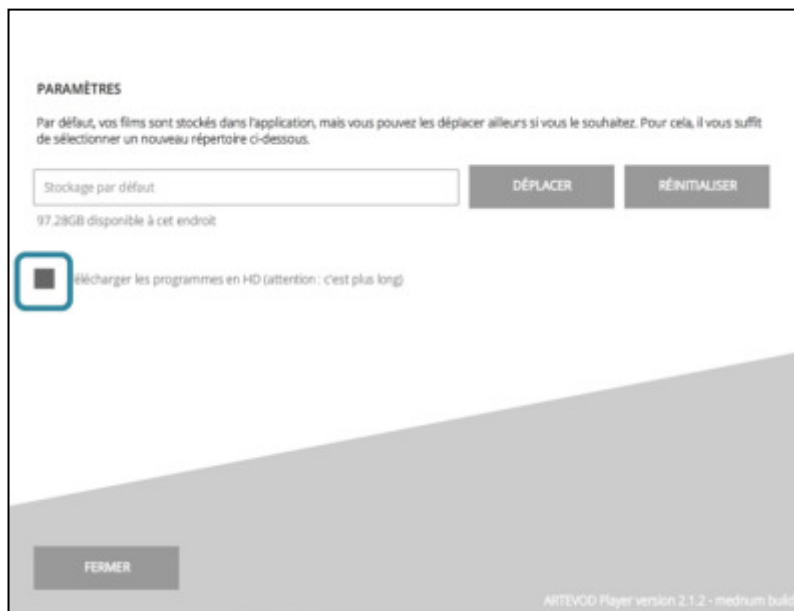 PARAMÈTRES
Par défaut, vos films sont stockés dans l'application, mais vous pouvez les déplacer ailleurs si vous le souhaitez. Pour cela, il vous suffit
de sélectionner un nouveau répertoire ci-dessous.
Stockage par défaut
DÉPLACER
RÉINITIALISER
97.28GB disponible à cet endroit
élécharger les programmes en HD (attention : c'est plus long)
FERMER
ARTEVOD Player version 2.1.2 - mednum build